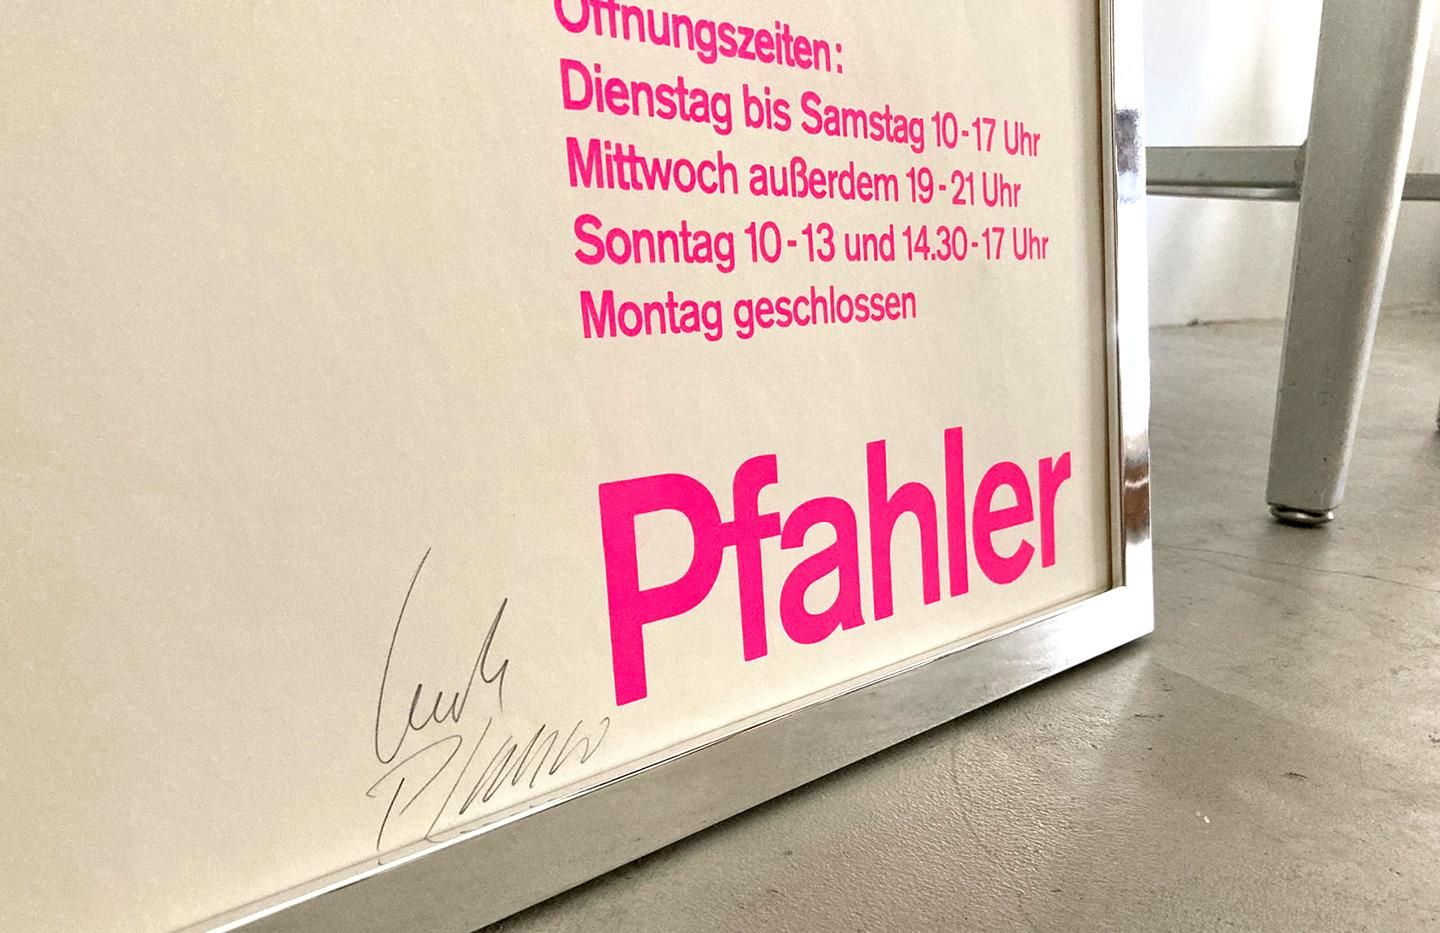 Öffnungszeiten:
Dienstag bis Samstag 10-17 Uhr
Mittwoch außerdem 19-21 Uhr
Sonntag 10-13 und 14.30-17 Uhr
Montag geschlossen
Pfahler